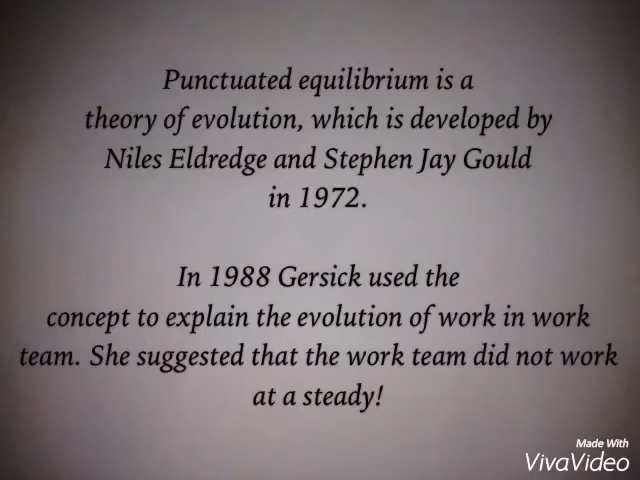 Punctuated equilibrium is a
theory of evolution, which is developed by
Niles Eldredge and Stephen Jay Gould
in 1972.
In 1988 Gersick used the
concept to explain the evolution of work in work
team. She suggested that the work team did not work
at a steady!
Made With
VivaVideo